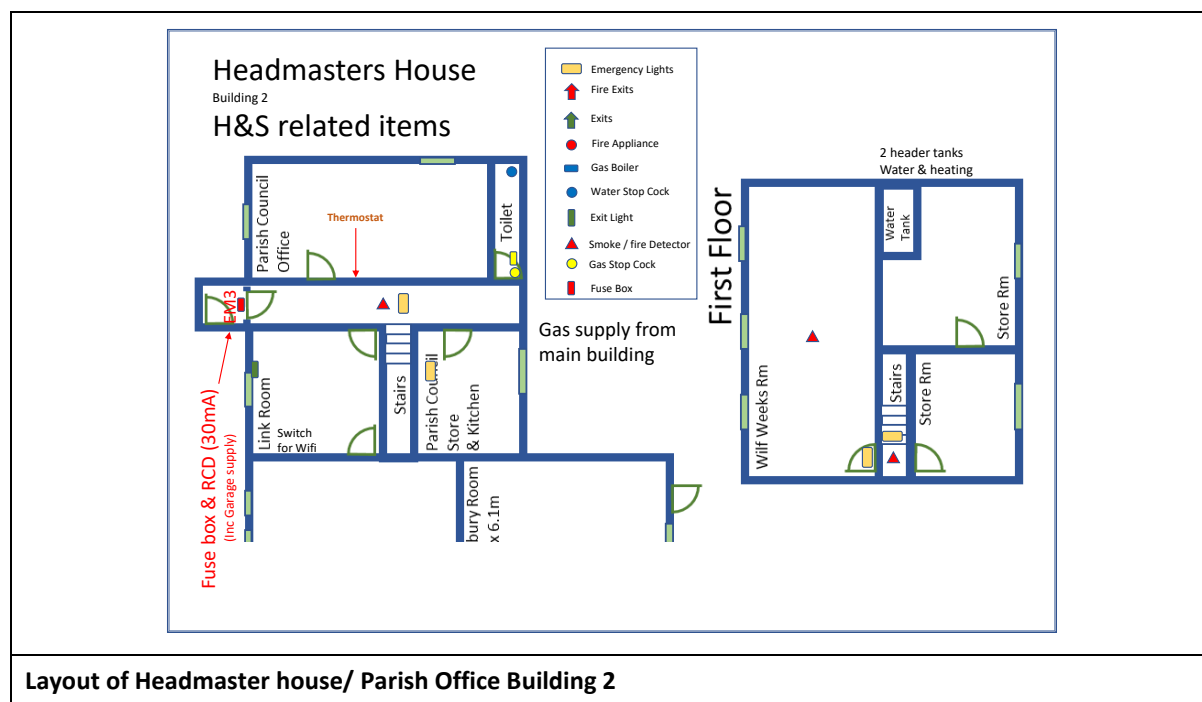 Headmasters House
Building 2
H&S related items
Emergency Lights
Fire Exits
Exits
Fire Appliance
Gas Boiler
Water Stop Cock
Exit Light
Smoke / fire Detector
Gas Stop Cock
Fuse Box
Parish Council
Office
Thermostat
Toilet
EM3
Gas supply from
main building
Fuse box & RCD (30mA)
(Inc Garage supply)
Link Room
Switch
for Wifi
Stairs
Parish Council
Store
& Kitchen
bury Room
x 6.1m
First Floor
2 header tanks
Water & heating
Water
Tank
Store Rm
Wilf Weeks Rm
Stairs
Store Rm
Layout of Headmaster house/ Parish Office Building 2